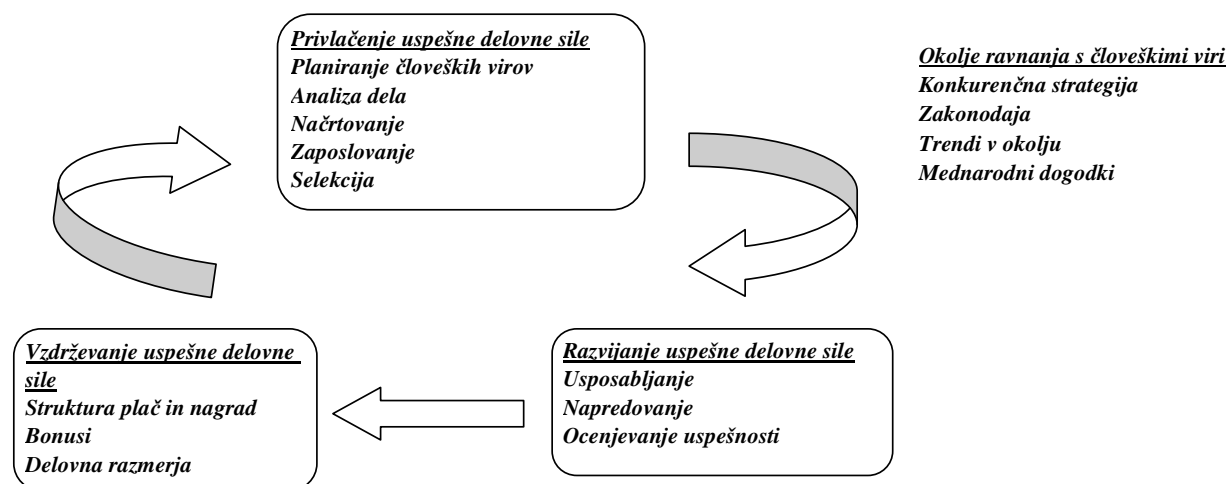 Privlačenje uspešne delovne sile
Planiranje človeških virov
Analiza dela
Načrtovanje
Zaposlovanje
Selekcija
Okolje ravnanja s človeškimi viri
Konkurenčna strategija
Zakonodaja
Trendi v okolju
Mednarodni dogodki
Vzdrževanje uspešne delovne
sile
Struktura plač in nagrad
Bonusi
Delovna razmerja
Razvijanje uspešne delovne sile
Usposabljanje
Napredovanje
Ocenjevanje uspešnosti